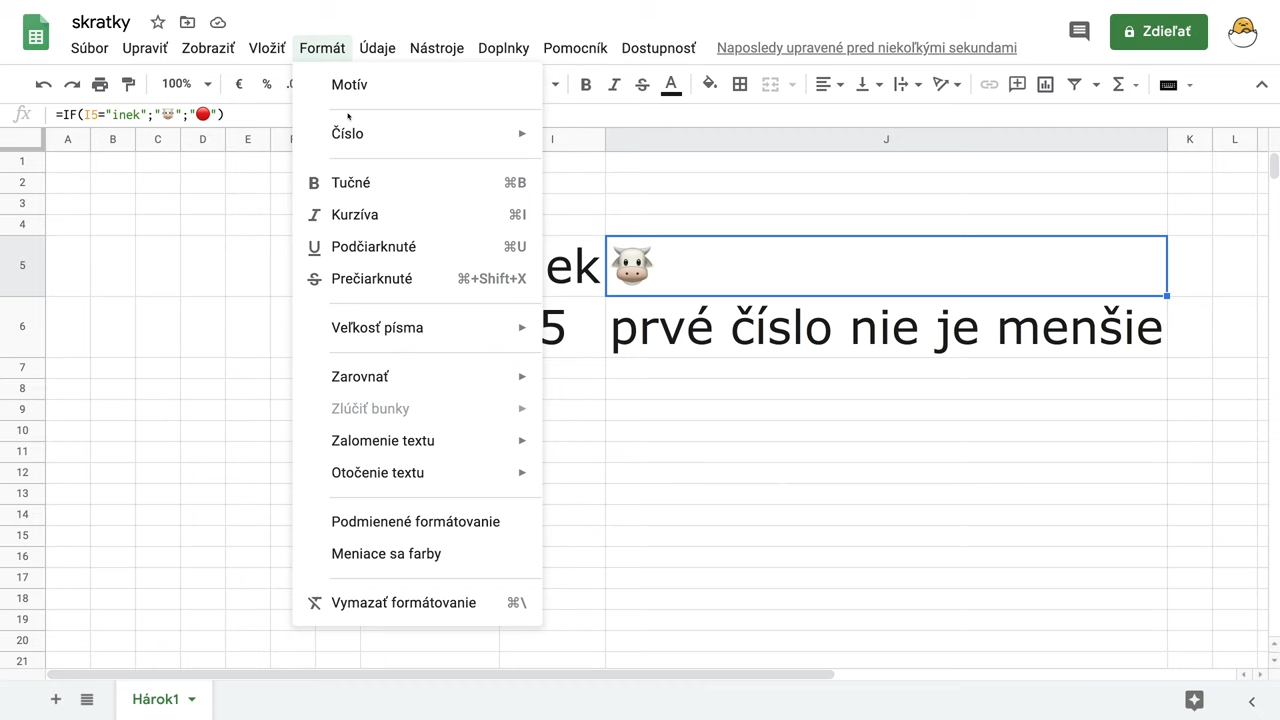 skratky
Súbor Upraviť Zobraziť Vložiť Formát Údaje Nástroje Doplnky Pomocník Dostupnosť Naposledy upravené pred niekoľkými sekundami
Zdieľať
100% € % .0
fx =IF(I5="inek";"🐮";"🔴")
A B C D E F I J K L
Motív
Číslo
Tučné ⌘B
Kurzíva ⌘I
Podčiarknuté ⌘U
Prečiarknuté ⌘+Shift+X
Veľkosť písma
Zarovnať
Zlúčiť bunky
Zalomenie textu
Otočenie textu
Podmienené formátovanie
Meniace sa farby
Vymazať formátovanie ⌘\
1
2
3
4
5 ek 🐮
6 5 prvé číslo nie je menšie
7
8
9
10
11
12
13
14
15
16
17
18
19
20
21
Hárok1